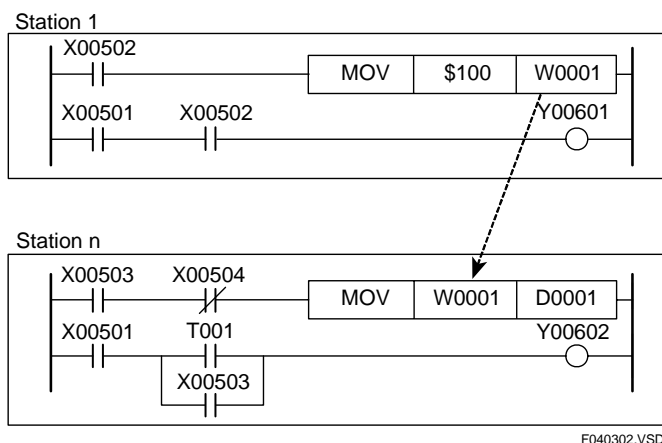 Station 1
X00502
MOV $100 W0001
X00501 X00502 Y00601
Station n
X00503 X00504
MOV W0001 D0001
X00501 T001 Y00602
X00503
F040302.VSD